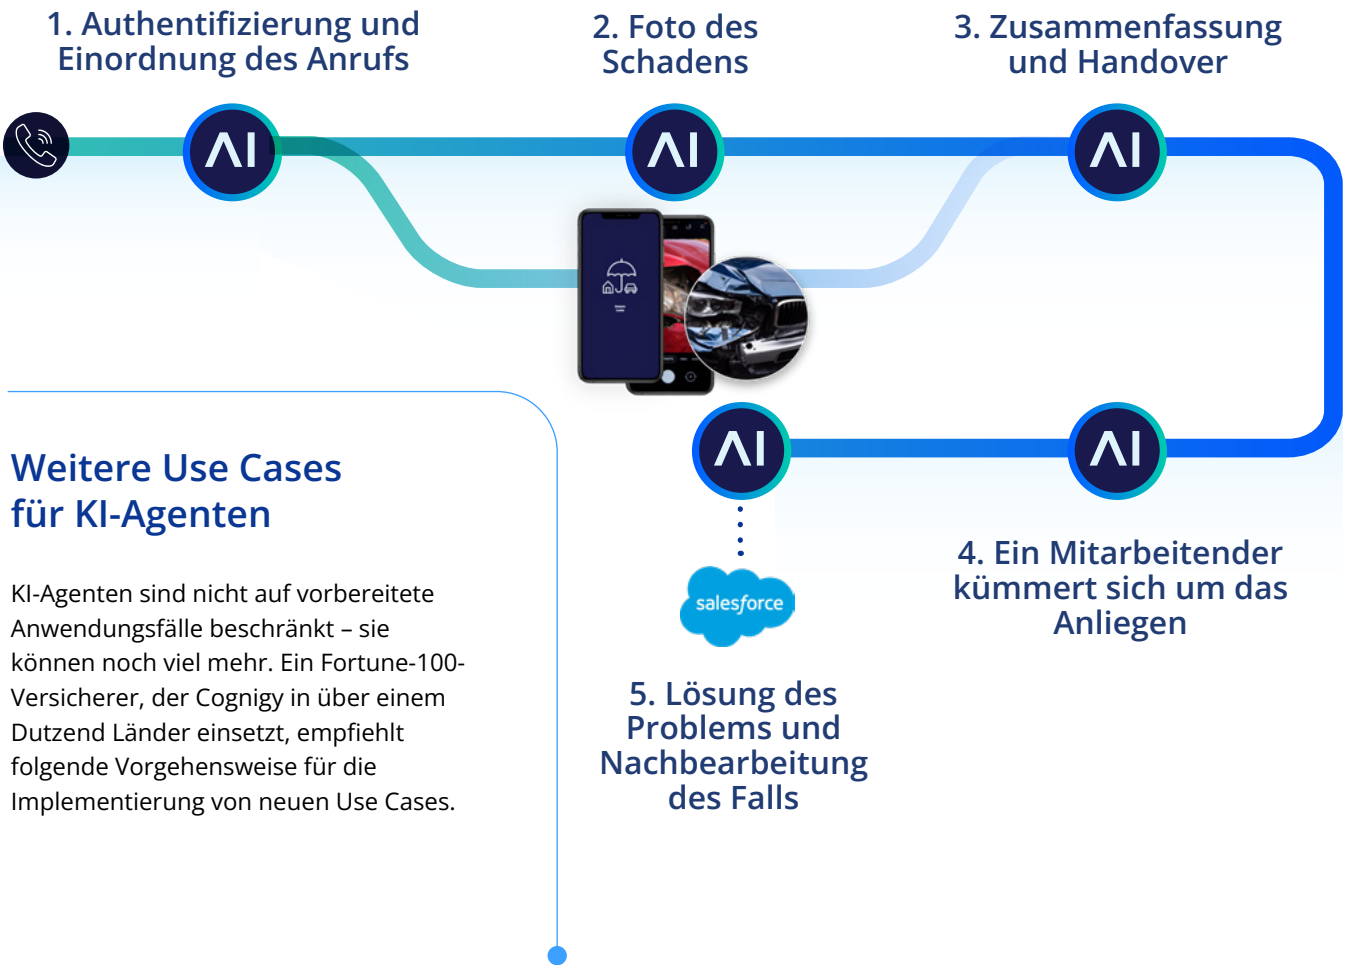 1. Authentifizierung und
Einordnung des Anrufs
2. Foto des
Schadens
3. Zusammenfassung
und Handover
AI
AI
AI
AI
AI
4. Ein Mitarbeitender
kümmert sich um das
Anliegen
salesforce
5. Lösung des
Problems und
Nachbearbeitung
des Falls
Weitere Use Cases
für KI-Agenten
KI-Agenten sind nicht auf vorbereitete
Anwendungsfälle beschränkt – sie
können noch viel mehr. Ein Fortune-100-
Versicherer, der Cognigy in über einem
Dutzend Länder einsetzt, empfiehlt
folgende Vorgehensweise für die
Implementierung von neuen Use Cases.